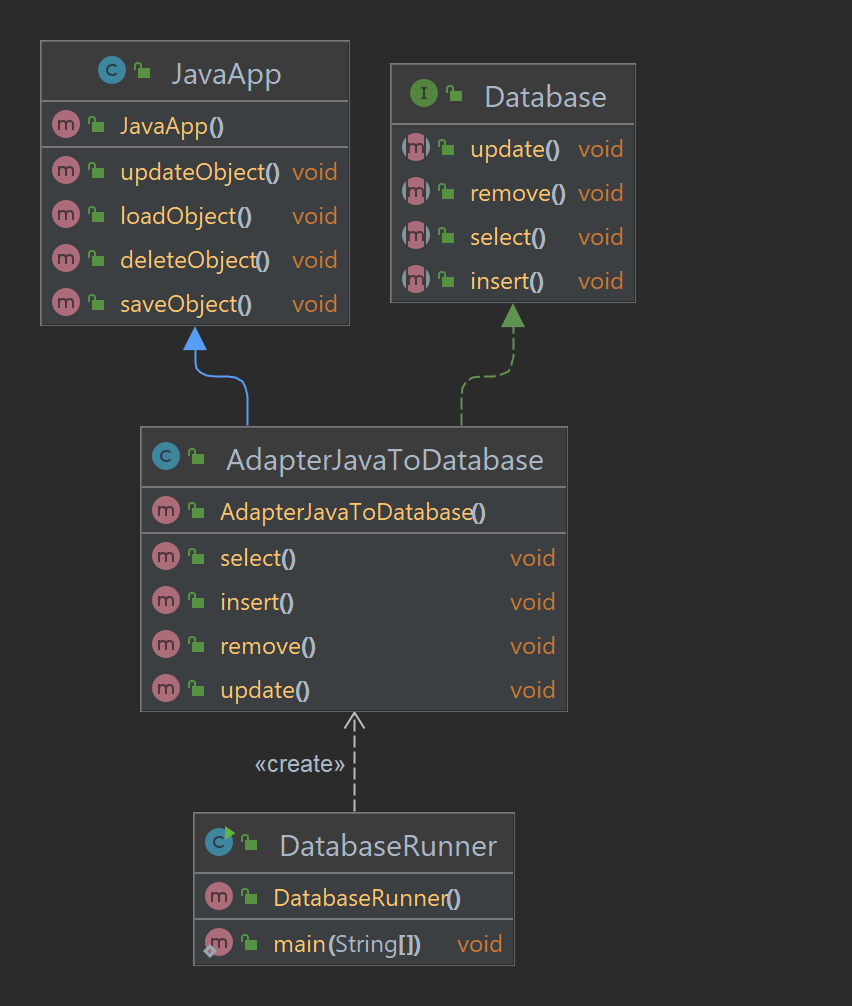 JavaApp
JavaApp()
updateObject() void
loadObject() void
deleteObject() void
saveObject() void
Database
update() void
remove() void
select() void
insert() void
AdapterJavaToDatabase
AdapterJavaToDatabase()
select() void
insert() void
remove() void
update() void
«create»
DatabaseRunner
DatabaseRunner()
main(String[]) void